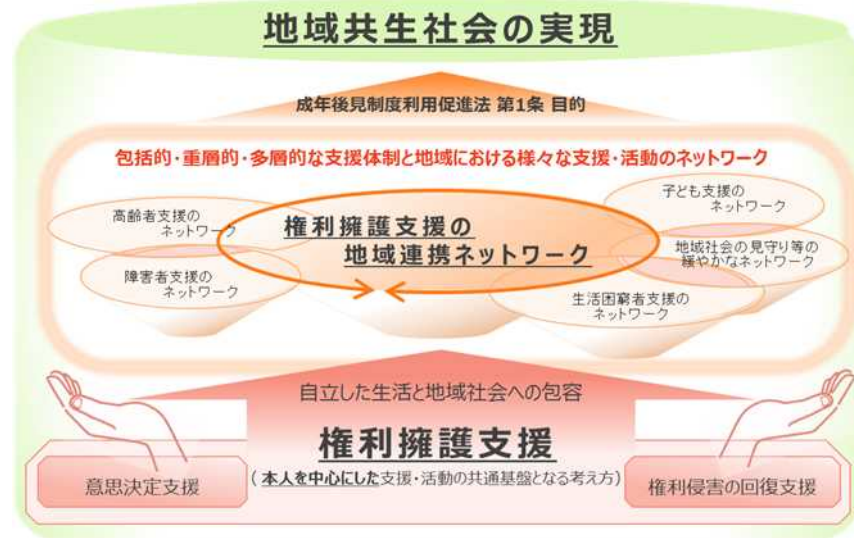 地域共生社会の実現
成年後見制度利用促進法 第1条 目的
包括的・重層的・多層的な支援体制と地域における様々な支援・活動のネットワーク
高齢者支援の
ネットワーク
障害者支援の
ネットワーク
権利擁護支援の
地域連携ネットワーク
子ども支援の
ネットワーク
地域社会の見守り等の
緩やかなネットワーク
生活困窮者支援の
ネットワーク
自立した生活と地域社会への包容
権利擁護支援
(本人を中心にした支援・活動の共通基盤となる考え方)
意思決定支援
権利侵害の回復支援